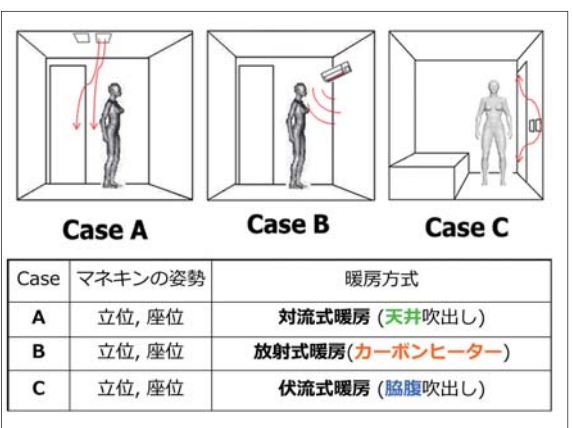 Case A
Case B
Case C
Case マネキンの姿勢 暖房方式
A 立位, 座位 対流式暖房 (天井吹出し)
B 立位, 座位 放射式暖房(カーボンヒーター)
C 立位, 座位 伏流式暖房 (脇腹吹出し)